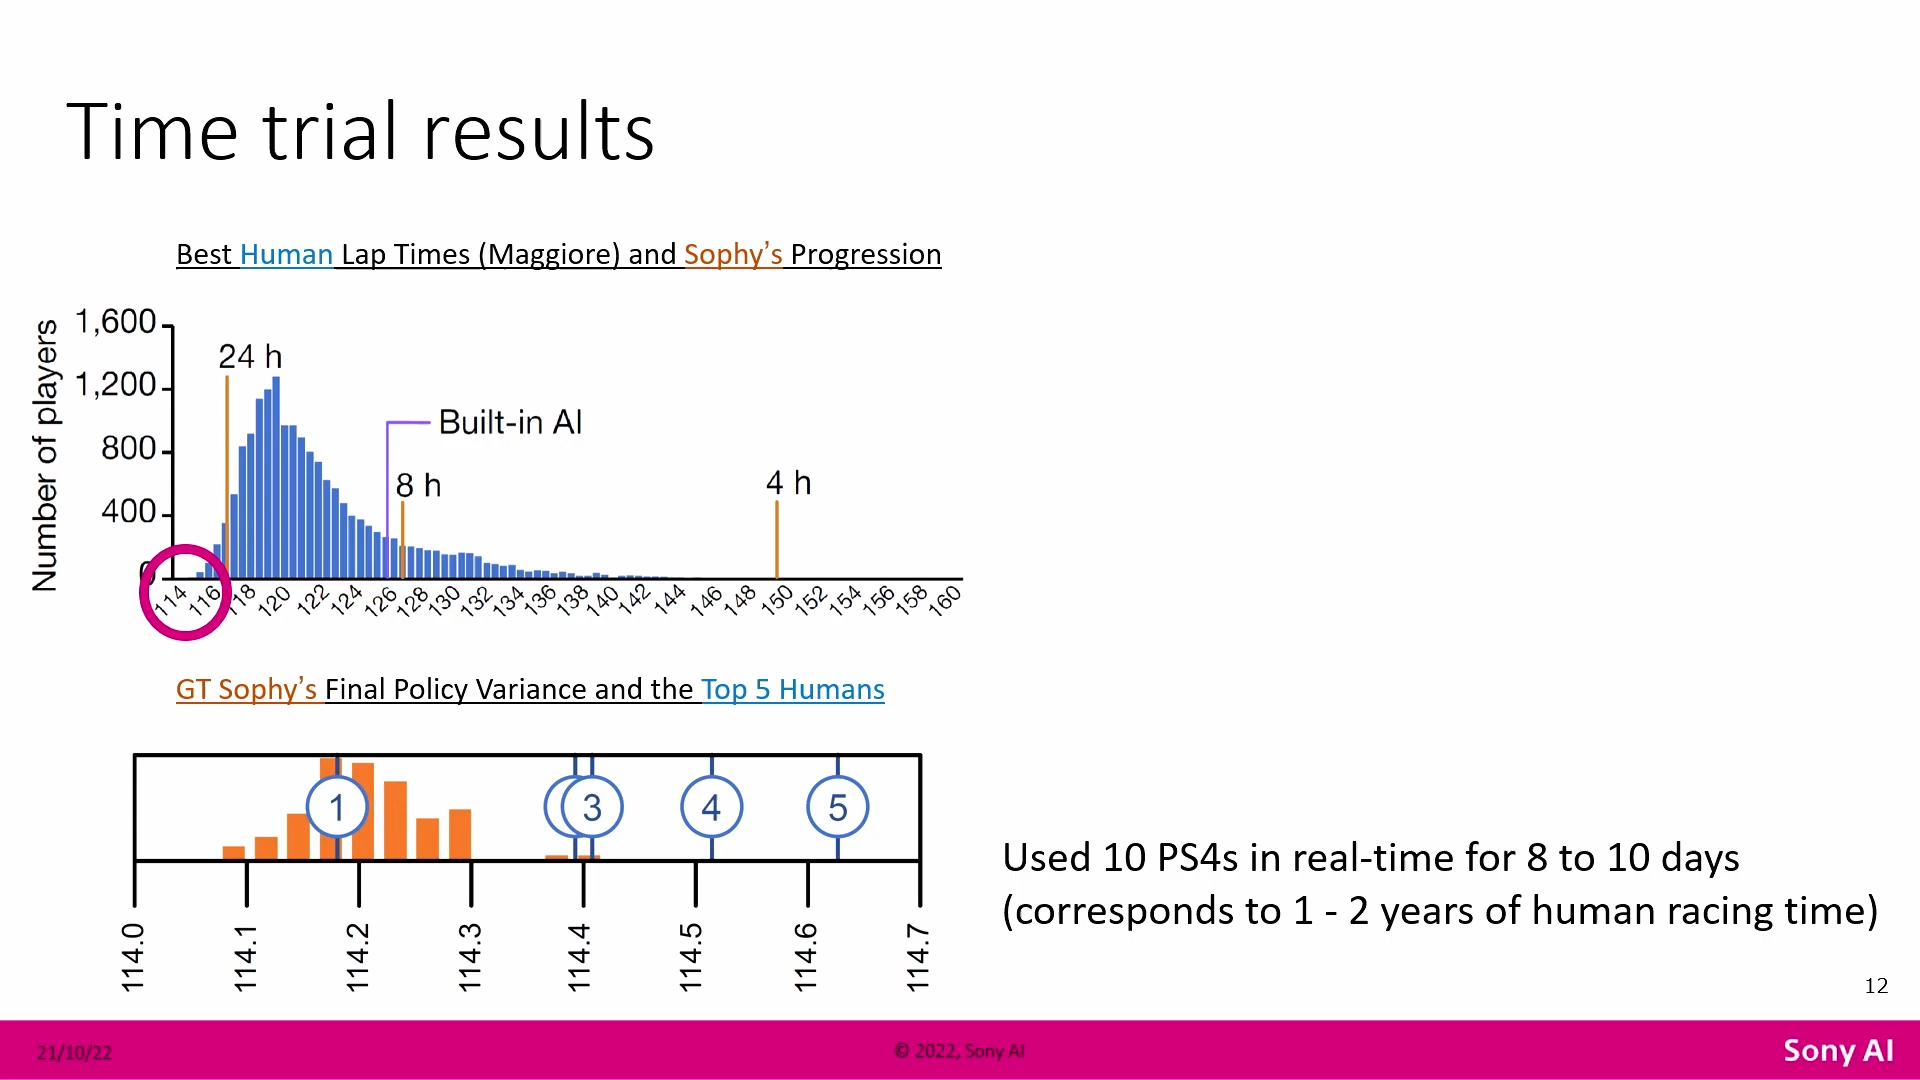 Time trial results
Best Human Lap Times (Maggiore) and Sophy's Progression
Number of players
1,600
1,200
800
400
0
24 h
Built-in AI
8 h
4 h
114 116 118 120 122 124 126 128 130 132 134 136 138 140 142 144 146 148 150 152 154 156 158 160
GT Sophy's Final Policy Variance and the Top 5 Humans
1 3 4 5
114.0 114.1 114.2 114.3 114.4 114.5 114.6 114.7
Used 10 PS4s in real-time for 8 to 10 days
(corresponds to 1 - 2 years of human racing time)
12
21/10/22
© 2022, Sony AI
Sony AI